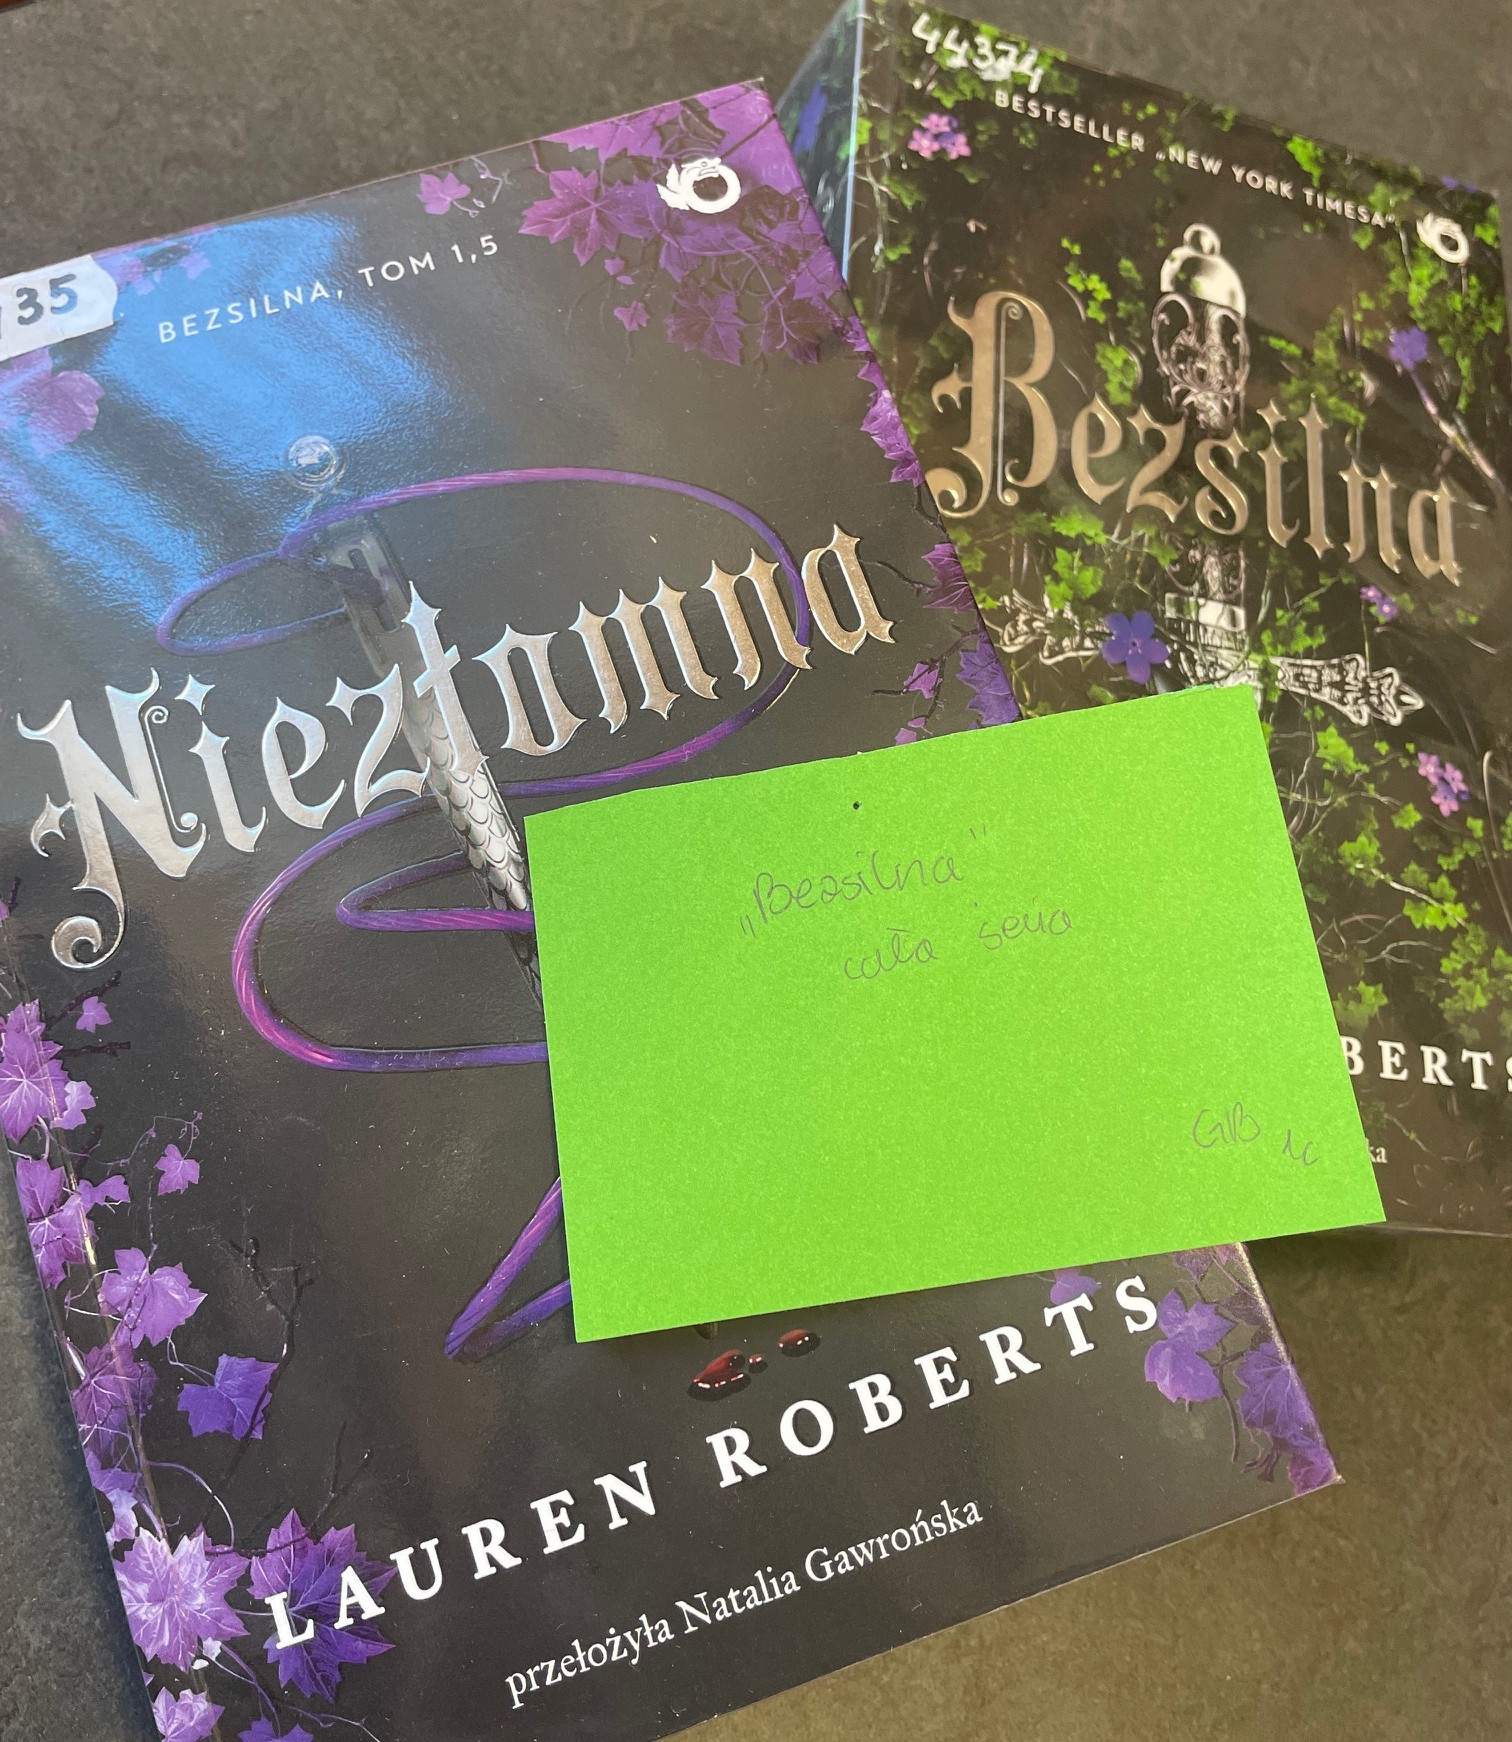 35
BEZSILNA, TOM 1,5
Niezłomna
LAUREN ROBERTS
przełożyła Natalia Gawrońska
44374
BESTSELLER „NEW YORK TIMESA”
Bezsilna
BERTS
ka
„Bezsilna”
cała seria
GB 1c